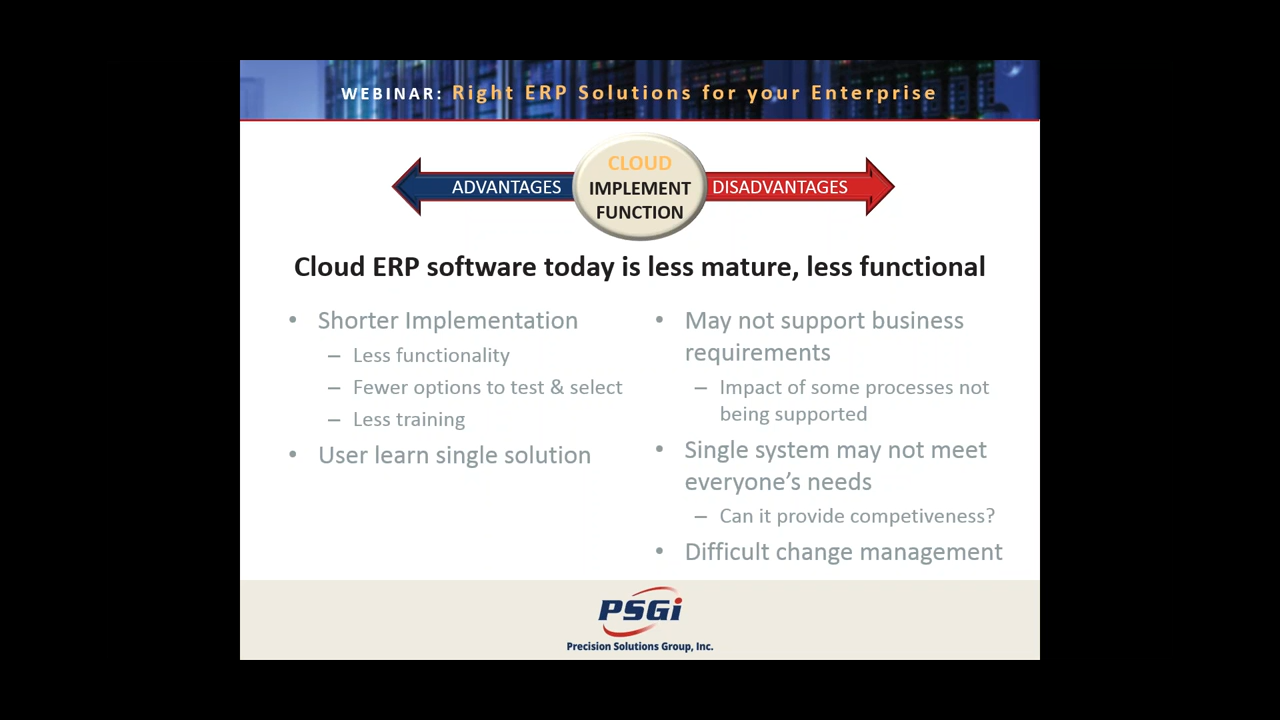 WEBINAR: Right ERP Solutions for your Enterprise
ADVANTAGES
CLOUD
IMPLEMENT
FUNCTION
DISADVANTAGES
Cloud ERP software today is less mature, less functional
• Shorter Implementation
– Less functionality
– Fewer options to test & select
– Less training
• User learn single solution
• May not support business
requirements
– Impact of some processes not
being supported
• Single system may not meet
everyone’s needs
– Can it provide competiveness?
• Difficult change management
PSGi
Precision Solutions Group, Inc.